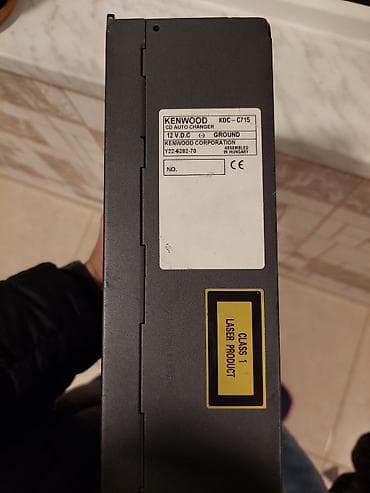 KENWOOD KDC-C715
CD AUTO CHANGER
12 V.D.C (-) GROUND
KENWOOD CORPORATION
Y22-6282-70 ASSEMBLED IN HUNGARY
NO. CE
CLASS 1
LASER PRODUCT